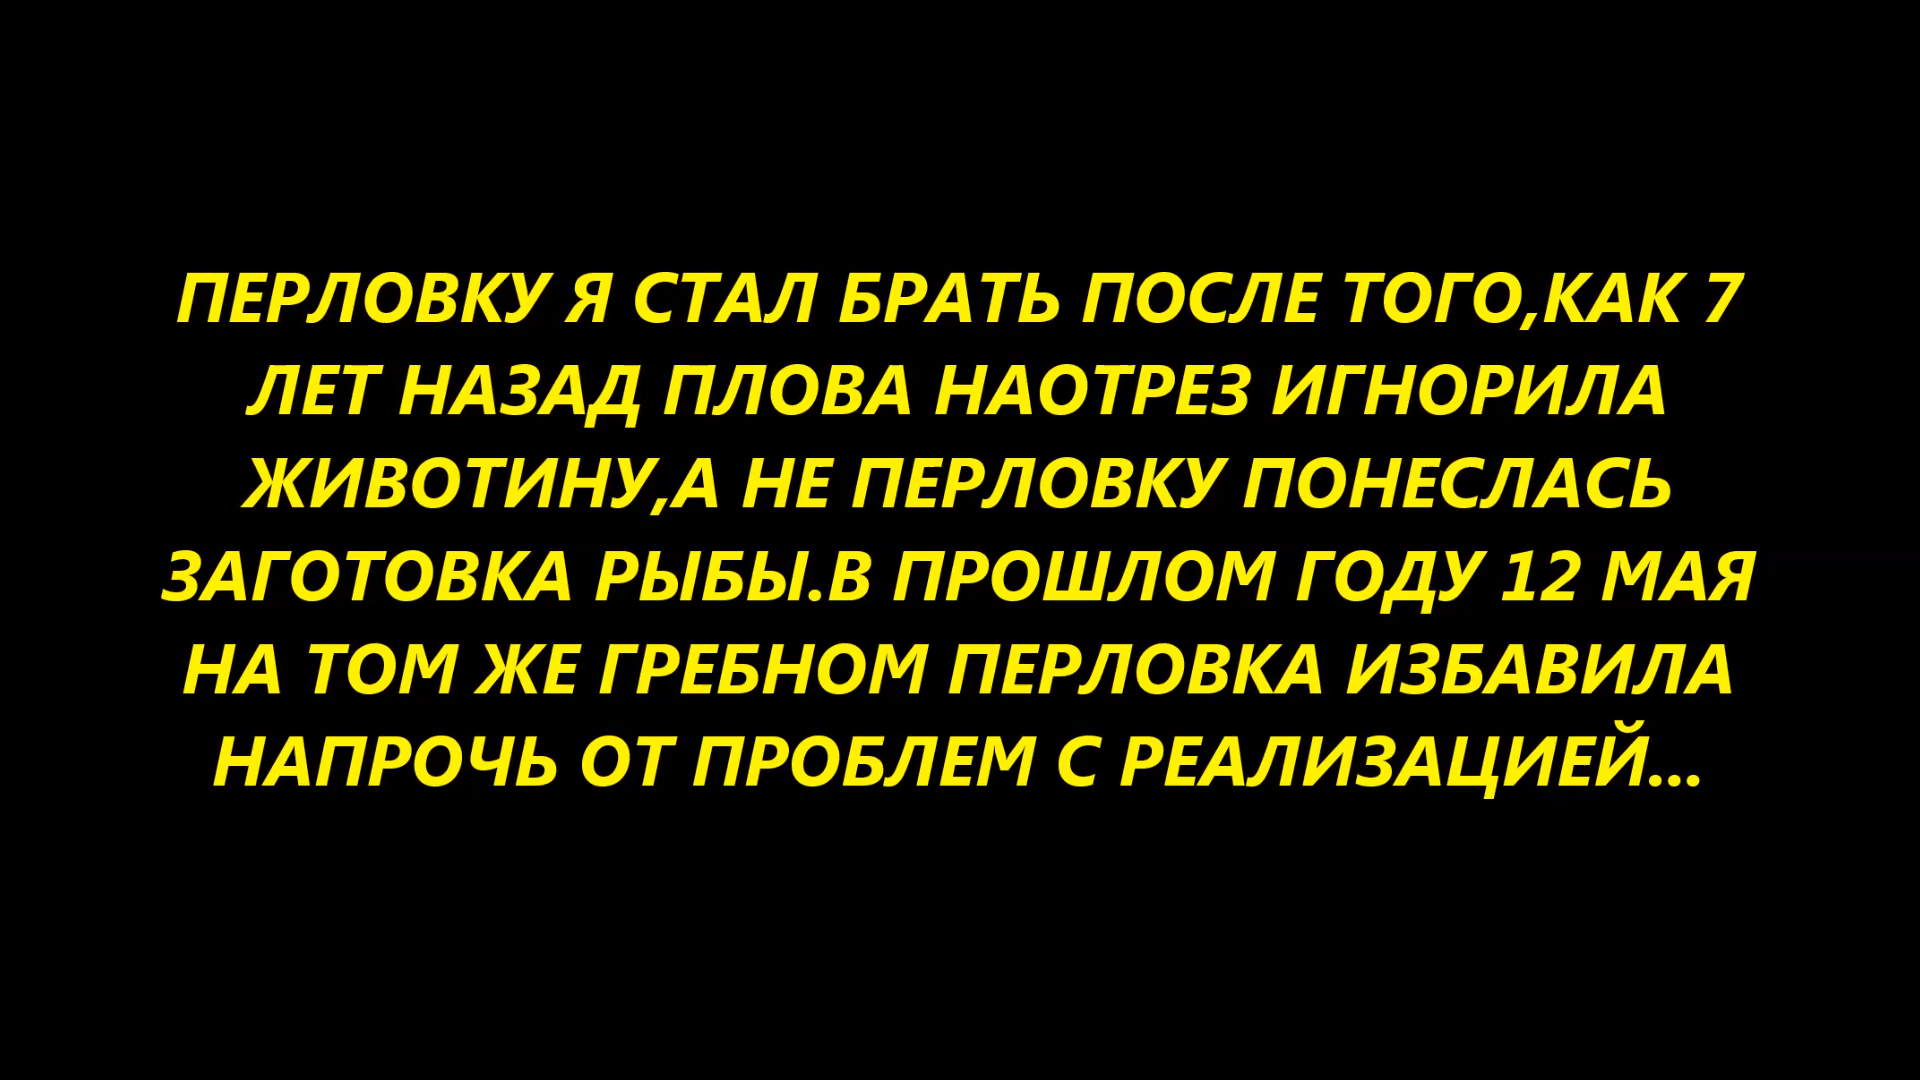 ПЕРЛОВКУ Я СТАЛ БРАТЬ ПОСЛЕ ТОГО,КАК 7
ЛЕТ НАЗАД ПЛОВА НАОТРЕЗ ИГНОРИЛА
ЖИВОТИНУ,А НЕ ПЕРЛОВКУ ПОНЕСЛАСЬ
ЗАГОТОВКА РЫБЫ.В ПРОШЛОМ ГОДУ 12 МАЯ
НА ТОМ ЖЕ ГРЕБНОМ ПЕРЛОВКА ИЗБАВИЛА
НАПРОЧЬ ОТ ПРОБЛЕМ С РЕАЛИЗАЦИЕЙ...